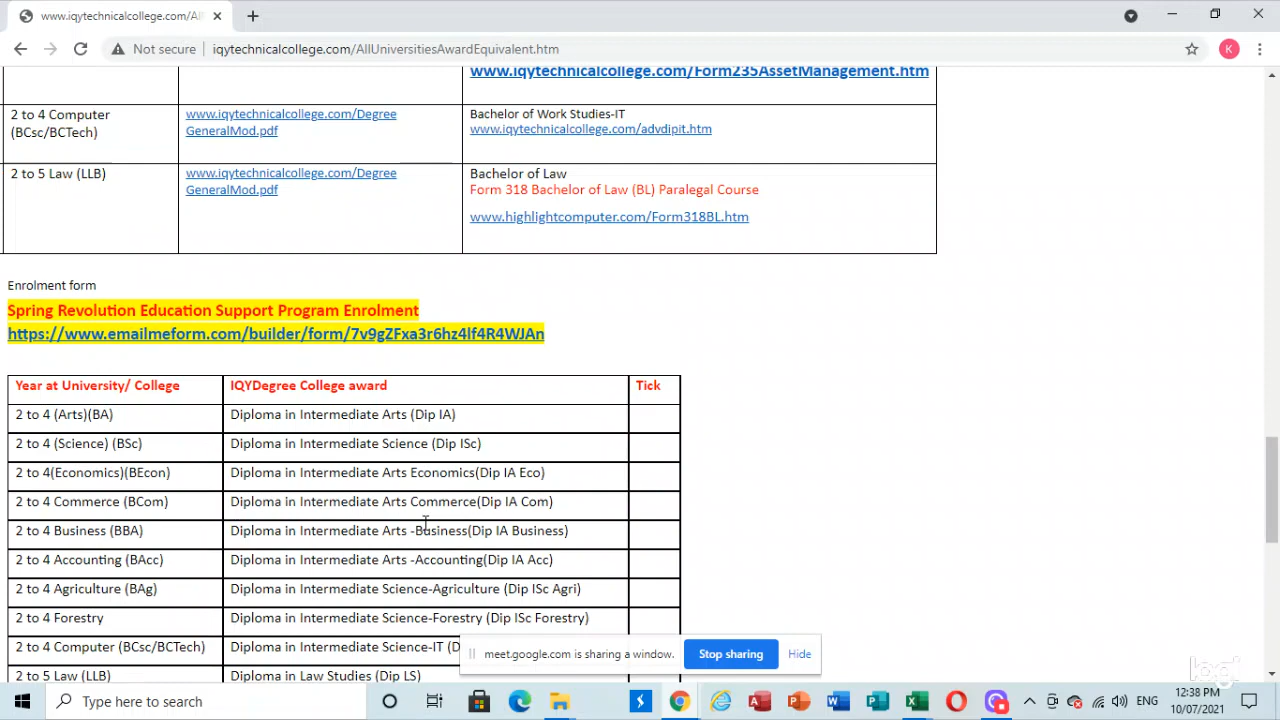 www.iqytechnicalcollege.com/Al
Not secure
iqytechnicalcollege.com/AllUniversitiesAwardEquivalent.htm
K
www.iqytechnicalcollege.com/Form235AssetManagement.htm
2 to 4 Computer
(BCsc/BCTech)
www.iqytechnicalcollege.com/Degree
GeneralMod.pdf
Bachelor of Work Studies-IT
www.iqytechnicalcollege.com/advdipit.htm
2 to 5 Law (LLB)
www.iqytechnicalcollege.com/Degree
GeneralMod.pdf
Bachelor of Law
Form 318 Bachelor of Law (BL) Paralegal Course
www.highlightcomputer.com/Form318BL.htm
Enrolment form
Spring Revolution Education Support Program Enrolment
https://www.emailmeform.com/builder/form/7v9gZFxa3r6hz4lf4R4WJAn
Year at University/ College IQYDegree College award Tick
2 to 4 (Arts)(BA) Diploma in Intermediate Arts (Dip IA)
2 to 4 (Science) (BSc) Diploma in Intermediate Science (Dip ISc)
2 to 4(Economics)(BEcon) Diploma in Intermediate Arts Economics(Dip IA Eco)
2 to 4 Commerce (BCom) Diploma in Intermediate Arts Commerce(Dip IA Com)
2 to 4 Business (BBA) Diploma in Intermediate Arts -Business(Dip IA Business)
2 to 4 Accounting (BAcc) Diploma in Intermediate Arts -Accounting(Dip IA Acc)
2 to 4 Agriculture (BAg) Diploma in Intermediate Science-Agriculture (Dip ISc Agri)
2 to 4 Forestry Diploma in Intermediate Science-Forestry (Dip ISc Forestry)
2 to 4 Computer (BCsc/BCTech) Diploma in Intermediate Science-IT (D
2 to 5 Law (LLB) Diploma in Law Studies (Dip LS)
meet.google.com is sharing a window. Stop sharing Hide
Type here to search
ENG
12:38 PM
10/07/2021